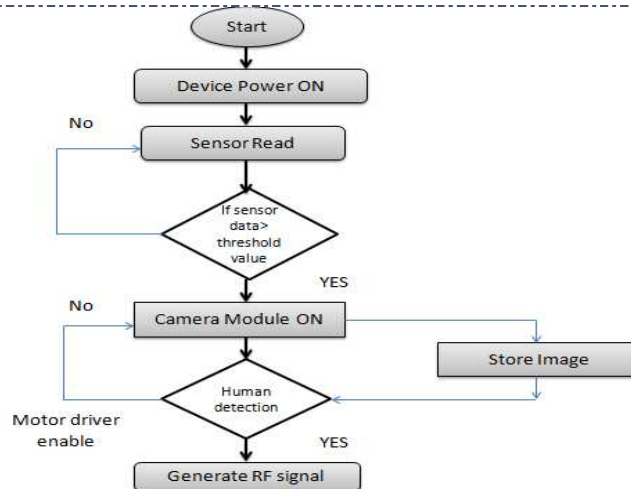 Start
Device Power ON
No
Sensor Read
If sensor
data>
threshold
value
YES
No
Camera Module ON
Store Image
Human
detection
Motor driver
enable
YES
Generate RF signal